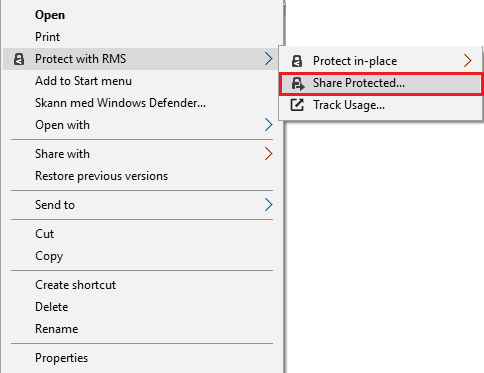 Open
Print
Protect with RMS
Add to Start menu
Skann med Windows Defender...
Open with
Share with
Restore previous versions
Send to
Cut
Copy
Create shortcut
Delete
Rename
Properties
Protect in-place
Share Protected...
Track Usage...